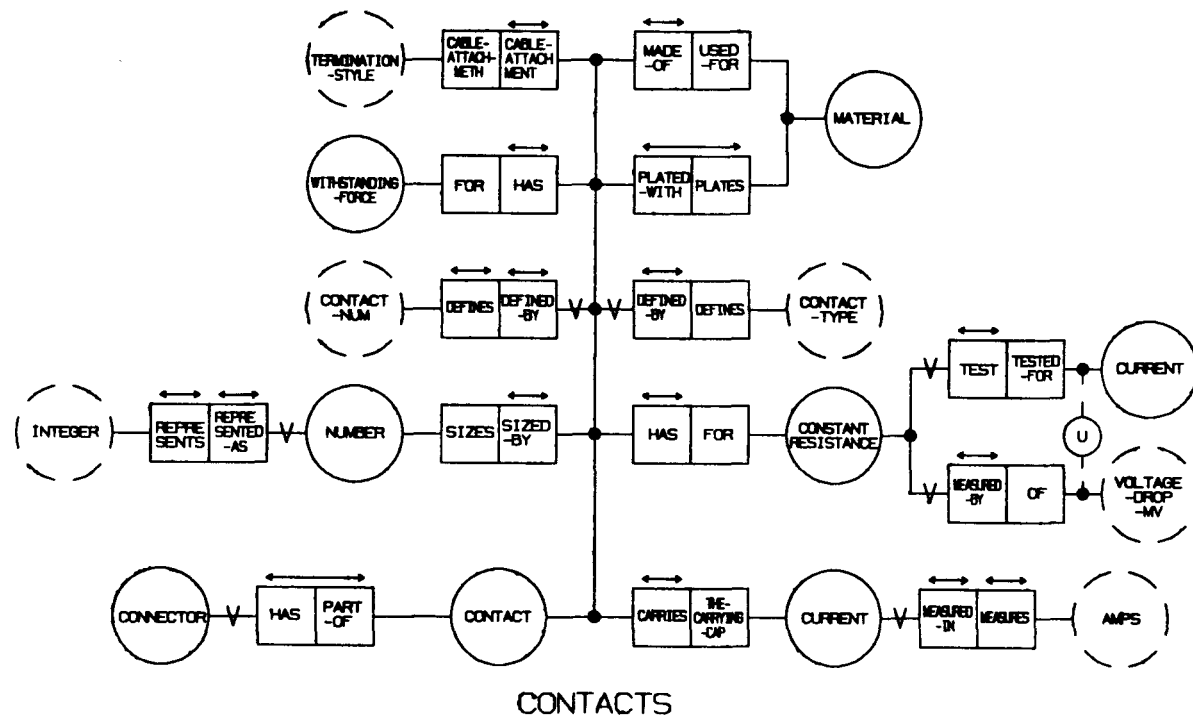 TERMINATION
-STYLE
CABLE-
ATTACH-
METH
CABLE-
ATTACH
MENT
MADE
-OF
USED
-FOR
MATERIAL
WITHSTANDING
-FORCE
FOR
HAS
PLATED
-WITH
PLATES
CONTACT
-NUM
DEFINES
DEFINED
-BY
V
V
DEFINED
-BY
DEFINES
CONTACT
-TYPE
V
TEST
TESTED
-FOR
CURRENT
INTEGER
REPRE
SENTS
REPRE
SENTED
-AS
V
NUMBER
SIZES
SIZED
-BY
HAS
FOR
CONSTANT
RESISTANCE
U
V
MEASURED
-BY
OF
VOLTAGE
-DROP
-MV
CONNECTOR
V
HAS
PART
-OF
CONTACT
CARRIES
THE-
CARRYING
-CAP
CURRENT
V
MEASURED
-IN
MEASURES
AMPS
CONTACTS